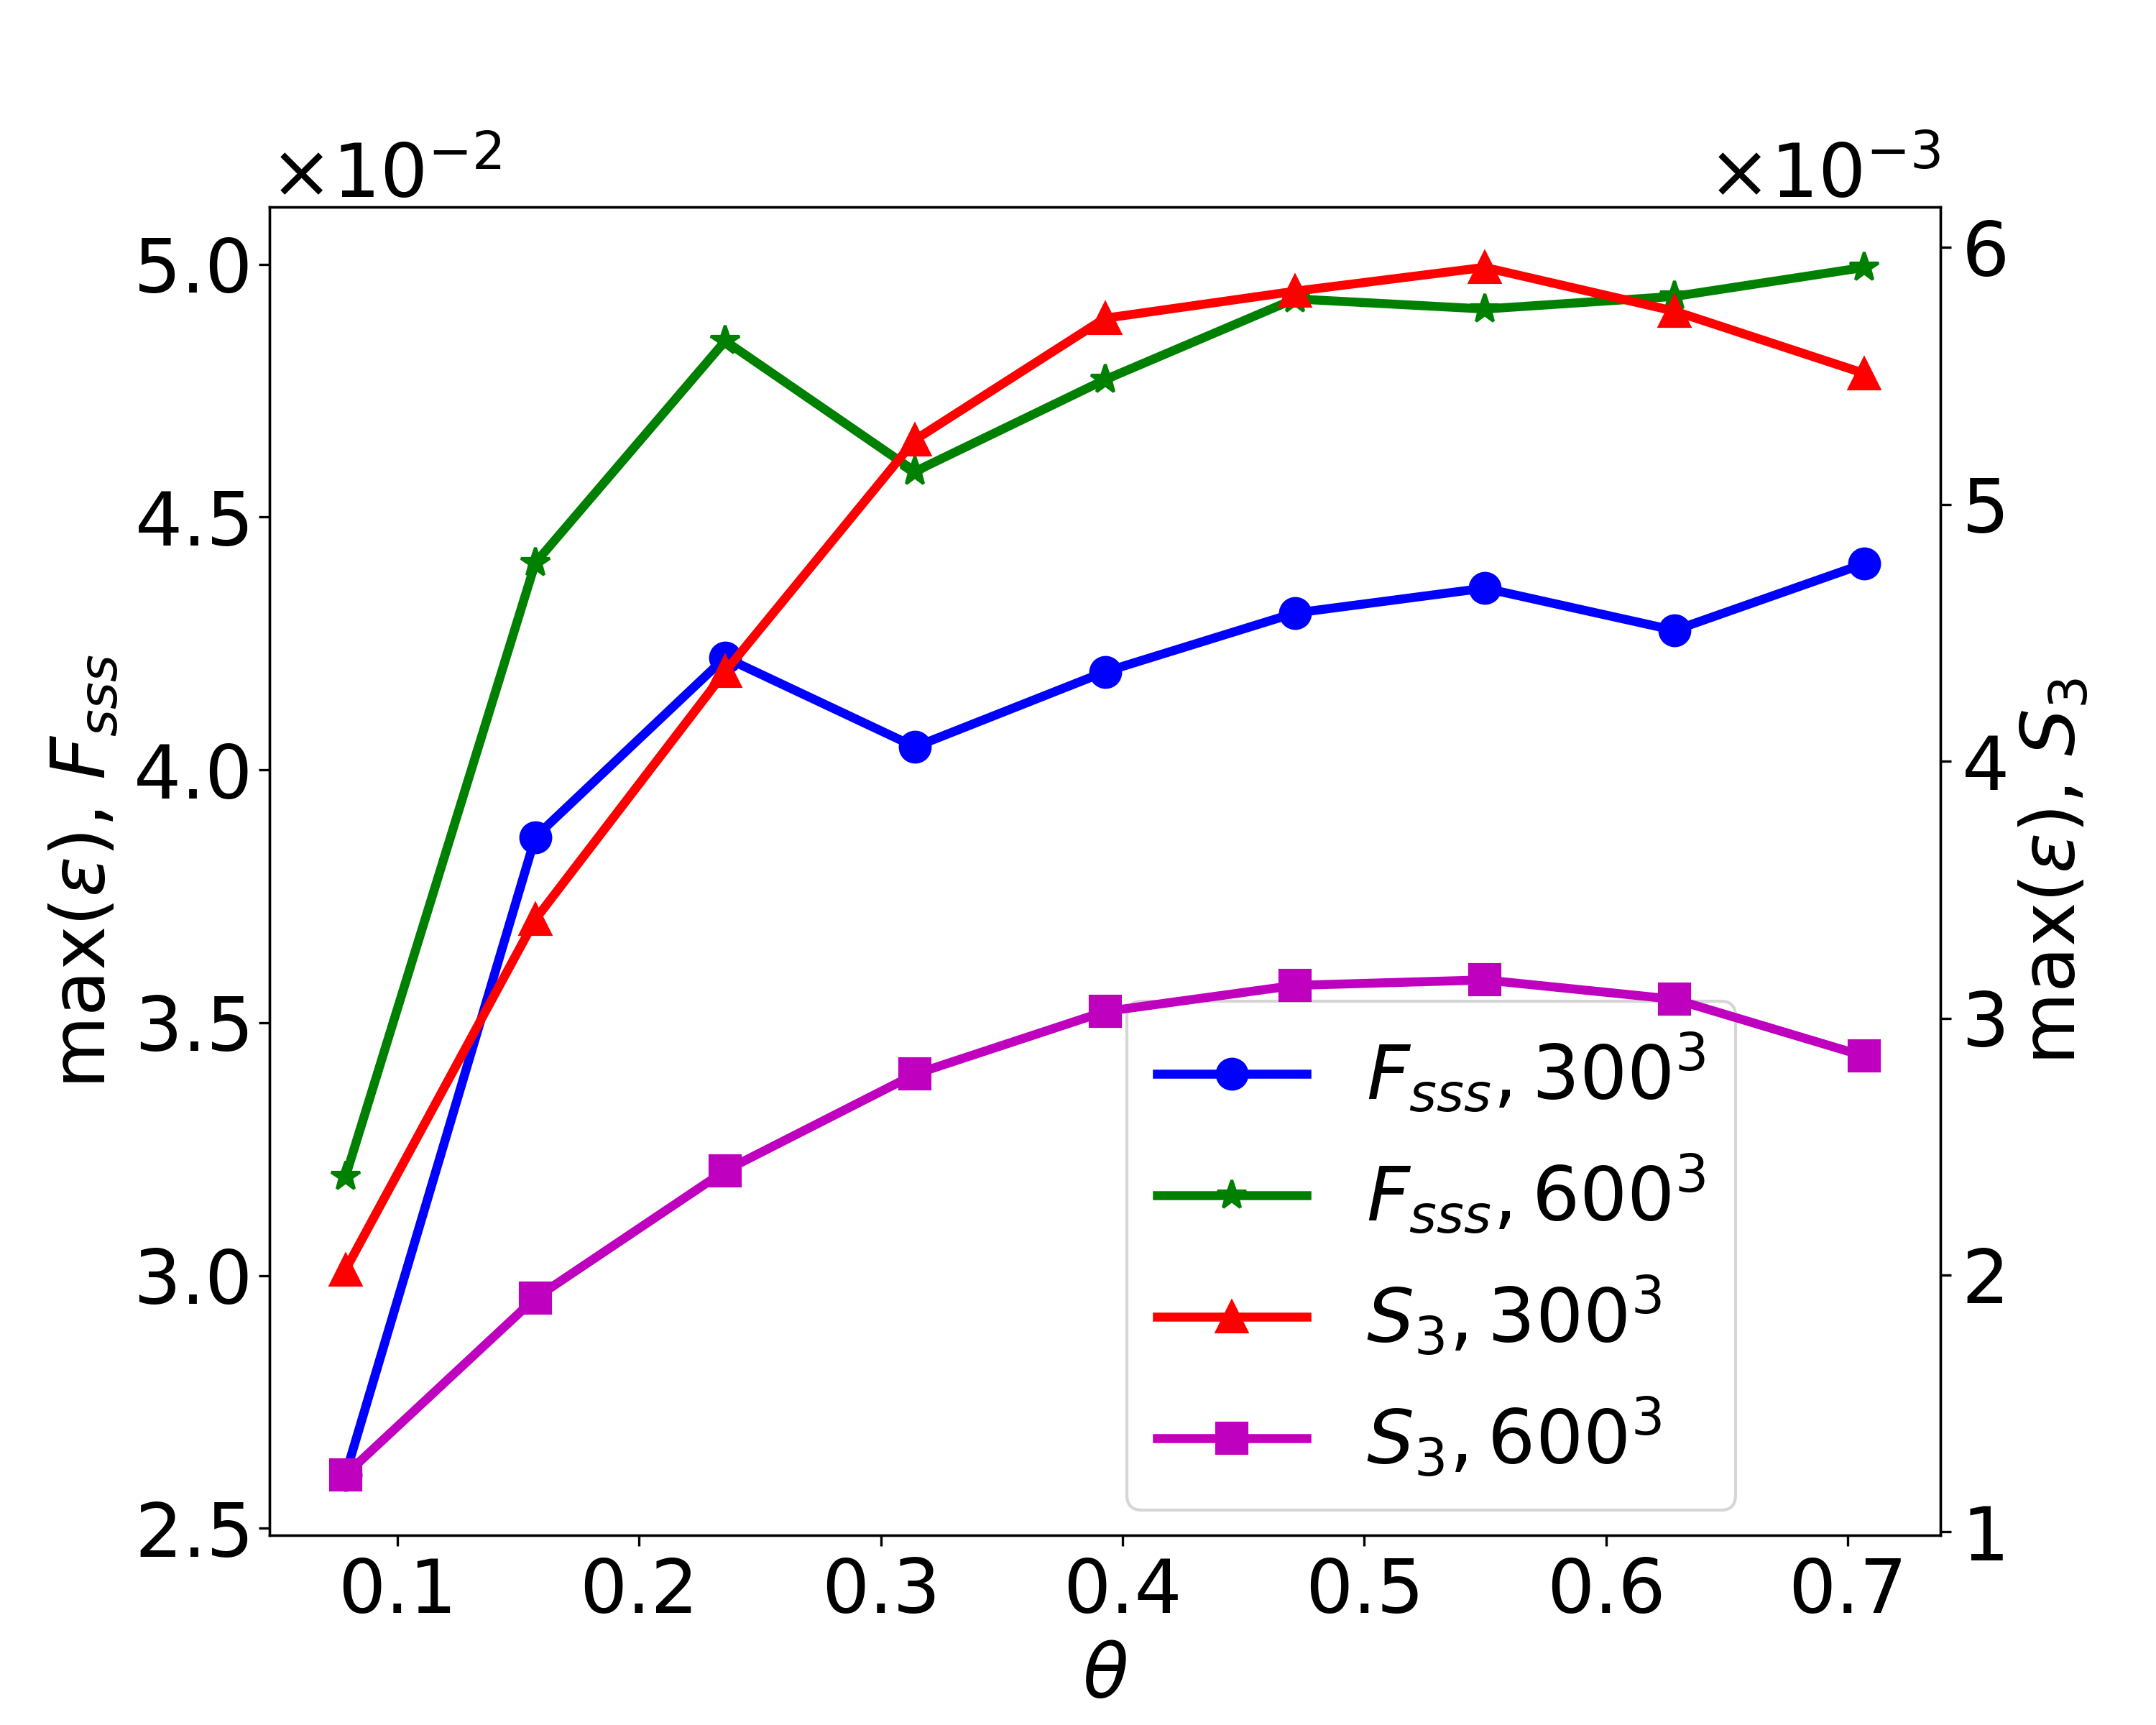 ×10⁻²
×10⁻³
max(ε), F_sss
5.0
4.5
4.0
3.5
3.0
2.5
6
5
4
3
2
1
max(ε), S₃
F_sss, 300³
F_sss, 600³
S₃, 300³
S₃, 600³
0.1 0.2 0.3 0.4 0.5 0.6 0.7
θ